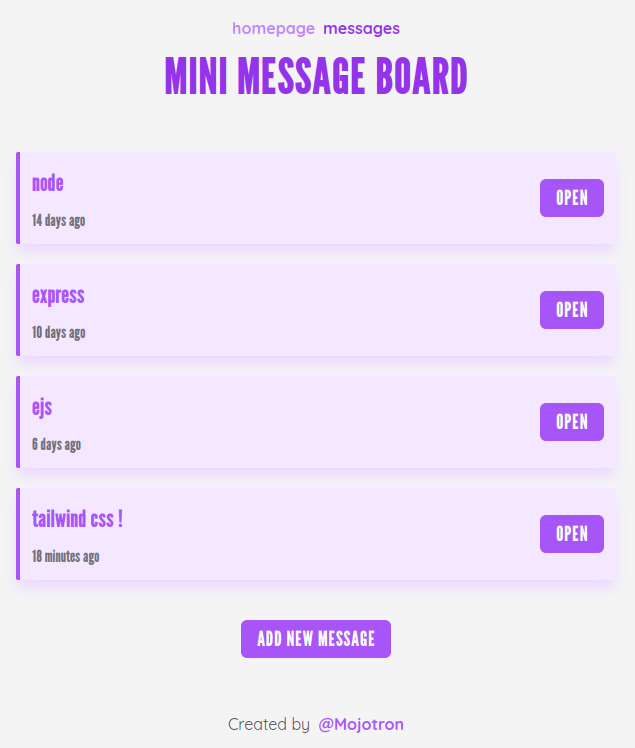 homepage messages
MINI MESSAGE BOARD
node
14 days ago
OPEN
express
10 days ago
OPEN
ejs
6 days ago
OPEN
tailwind css !
18 minutes ago
OPEN
ADD NEW MESSAGE
Created by @Mojotron